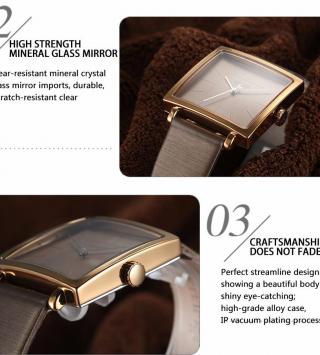 2
HIGH STRENGTH
MINERAL GLASS MIRROR
ear-resistant mineral crystal
ass mirror imports, durable,
ratch-resistant clear
03
CRAFTSMANSHI
DOES NOT FADE
Perfect streamline design
showing a beautiful body
shiny eye-catching;
high-grade alloy case,
IP vacuum plating process